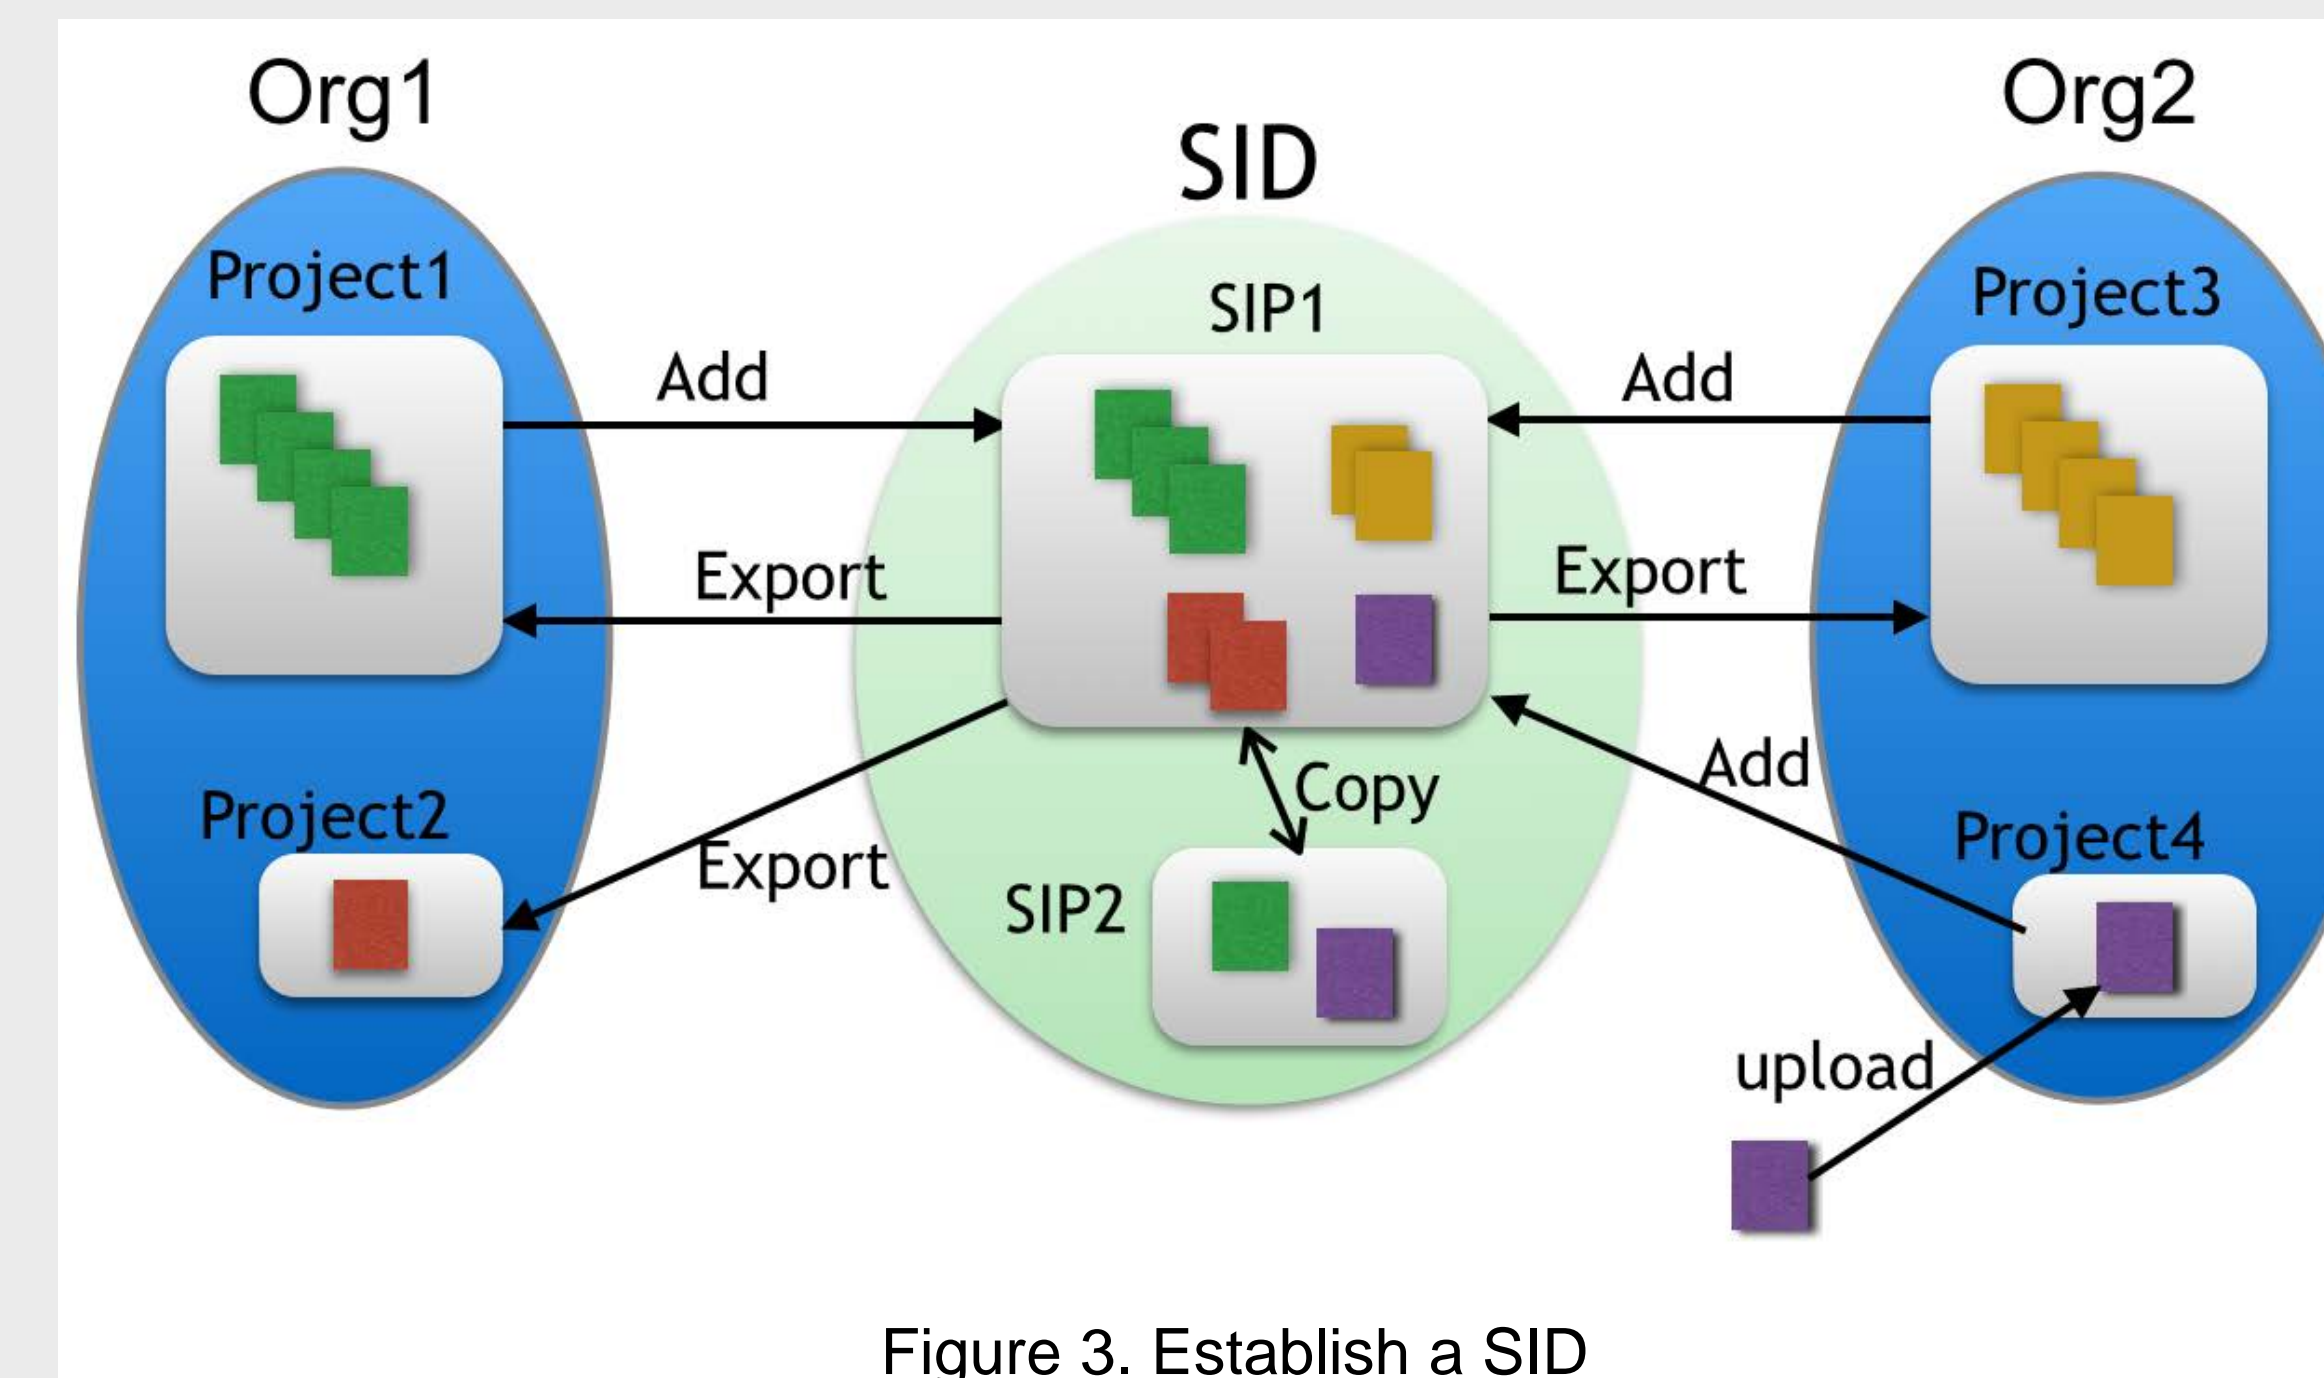 Org1
Org2
SID
Project1
SIP1
Project3
Add
Add
Export
Export
Add
Copy
Project2
Project4
Export
SIP2
upload
Figure 3. Establish a SID